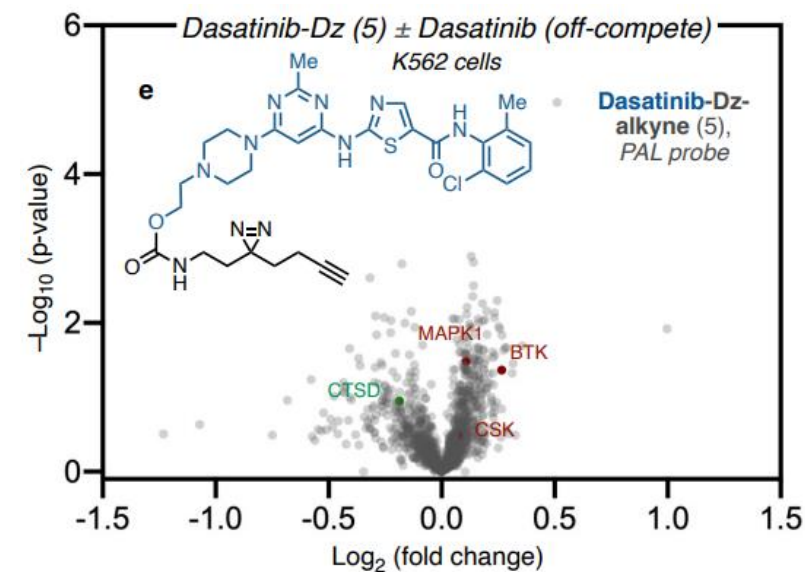 Dasatinib-Dz (5) ± Dasatinib (off-compete)
K562 cells
e
Dasatinib-Dz-
alkyne (5),
PAL probe
Me
N
N
N
N
N
H
N
S
H
N
O
Me
Cl
O
O
N
H
N=N
MAPK1
BTK
CTSD
CSK
6
4
2
0
–Log10 (p-value)
-1.5
-1.0
-0.5
0.0
0.5
1.0
1.5
Log2 (fold change)